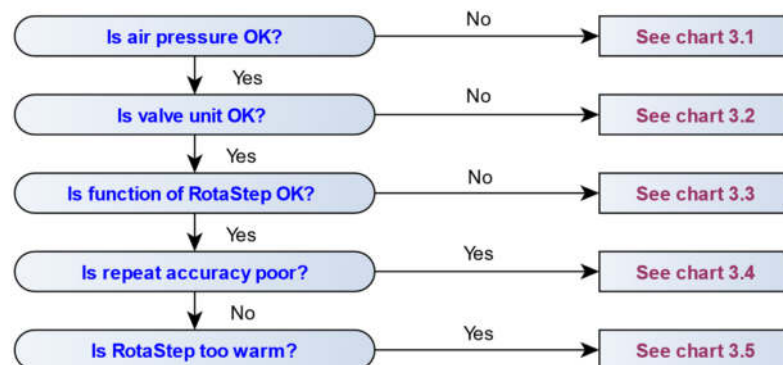 Is air pressure OK?
No
See chart 3.1
Yes
Is valve unit OK?
No
See chart 3.2
Yes
Is function of RotaStep OK?
No
See chart 3.3
Yes
Is repeat accuracy poor?
Yes
See chart 3.4
No
Is RotaStep too warm?
Yes
See chart 3.5